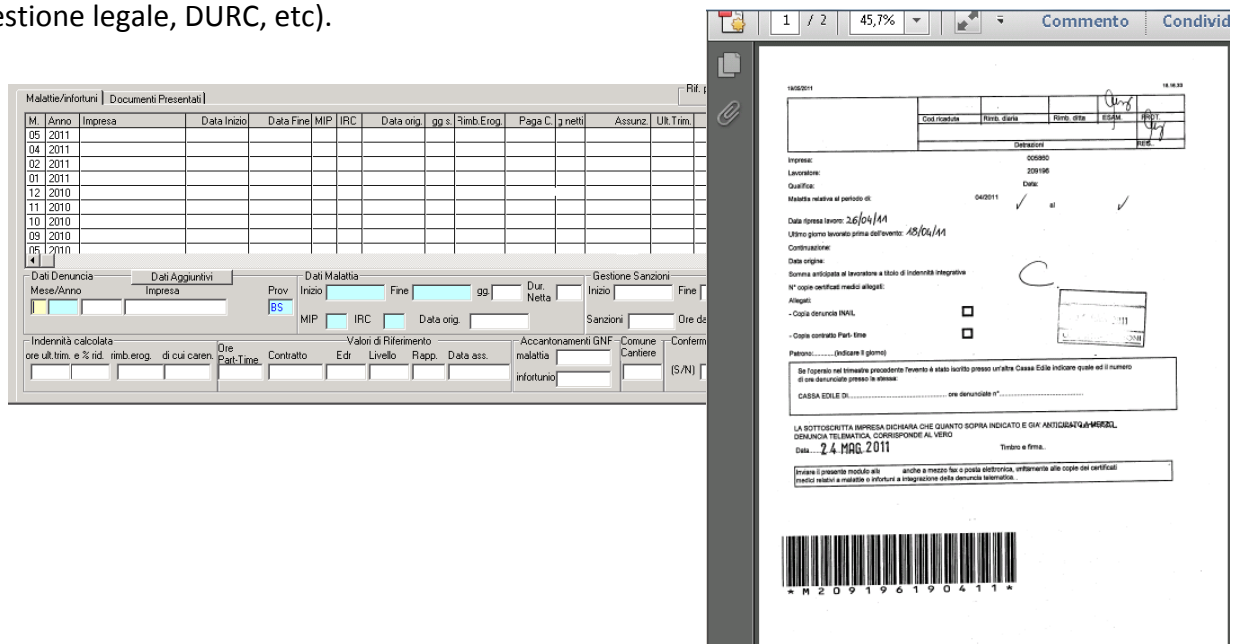 estione legale, DURC, etc).
Malattie/infortuni Documenti Presentati
Rif.
M. Anno Impresa Data Inizio Data Fine MIP IRC Data orig. gg s. Rimb.Erog. Paga C. g netti Assunz. Ult.Trim.
05 2011
04 2011
02 2011
01 2011
12 2010
11 2010
10 2010
09 2010
05 2010
Dati Denuncia Dati Aggiuntivi Dati Malattia Gestione Sanzioni
Mese/Anno Impresa Prov Inizio Fine gg. Dur. Netta Inizio Fine
BS
MIP IRC Data orig. Sanzioni Ore da
Indennità calcolata Valori di Riferimento Accantonamenti GNF Comune Cantiere Conferm
ore ult.trim. e % rid. rimb.erog. di cui caren. Ore Part-Time Contratto Edr Livello Rapp. Data ass. malattia
infortunio (S/N)
1 / 2 45,7% Commento Condivid
19/05/2011 16.16.33
Cod.ricaduta Rimb. diaria Rimb. ditta ESAM. PROT.
Detrazioni REG..
Impresa: 005860
Lavoratore: 209196
Qualifica: Data:
Malattia relativa al periodo di: 04/2011 al
Data ripresa lavoro: 26/04/11
Ultimo giorno lavorato prima dell'evento: 18/04/11
Continuazione:
Data origine:
Somma anticipata al lavoratore a titolo di indennità integrativa
N° copie certificati medici allegati:
Allegati:
- Copia denuncia INAIL
- Copia contratto Part- time
Patrono:..........(indicare il giorno)
Se l'operaio nel trimestre precedente l'evento è stato iscritto presso un'altra Cassa Edile indicare quale ed il numero
di ore denunciate presso la stessa:
CASSA EDILE DI.................................... ore denunciate n°..............................
LA SOTTOSCRITTA IMPRESA DICHIARA CHE QUANTO SOPRA INDICATO E GIA' ANTICIPATO A MEZZO
DENUNCIA TELEMATICA, CORRISPONDE AL VERO
Data..... 24 MAG. 2011 Timbro e firma..
Inviare il presente modulo alla anche a mezzo fax o posta elettronica, unitamente alle copie dei certificati
medici relativi a malattie o infortuni a integrazione della denuncia telematica..
* M 2 0 9 1 9 6 1 9 0 4 1 1 *